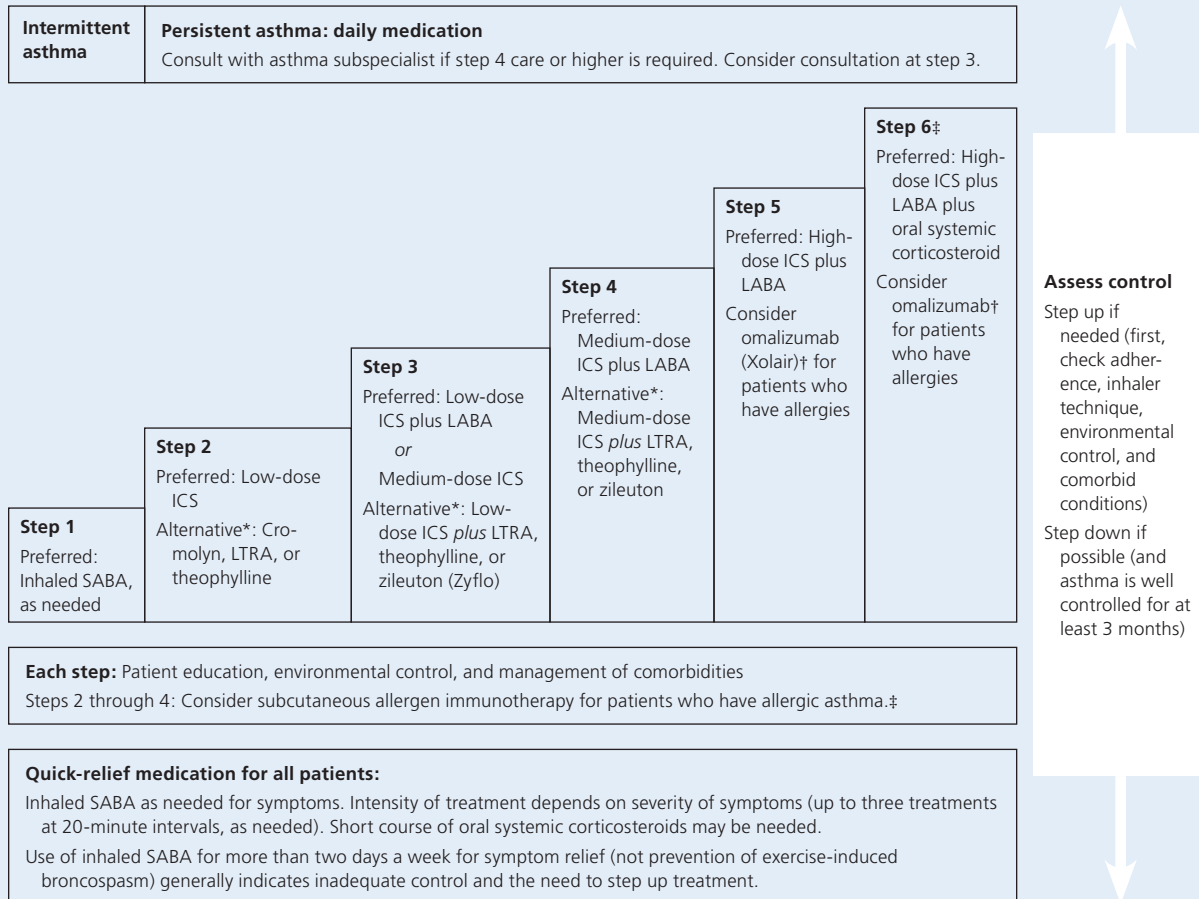 Intermittent
asthma
Persistent asthma: daily medication
Consult with asthma subspecialist if step 4 care or higher is required. Consider consultation at step 3.
Step 1
Preferred:
Inhaled SABA,
as needed
Step 2
Preferred: Low-dose
ICS
Alternative*: Cro-
molyn, LTRA, or
theophylline
Step 3
Preferred: Low-dose
ICS plus LABA
or
Medium-dose ICS
Alternative*: Low-
dose ICS plus LTRA,
theophylline, or
zileuton (Zyflo)
Step 4
Preferred:
Medium-dose
ICS plus LABA
Alternative*:
Medium-dose
ICS plus LTRA,
theophylline,
or zileuton
Step 5
Preferred: High-
dose ICS plus
LABA
Consider
omalizumab
(Xolair)† for
patients who
have allergies
Step 6‡
Preferred: High-
dose ICS plus
LABA plus
oral systemic
corticosteroid
Consider
omalizumab†
for patients
who have
allergies
Assess control
Step up if
needed (first,
check adher-
ence, inhaler
technique,
environmental
control, and
comorbid
conditions)
Step down if
possible (and
asthma is well
controlled for at
least 3 months)
Each step: Patient education, environmental control, and management of comorbidities
Steps 2 through 4: Consider subcutaneous allergen immunotherapy for patients who have allergic asthma.‡
Quick-relief medication for all patients:
Inhaled SABA as needed for symptoms. Intensity of treatment depends on severity of symptoms (up to three treatments
at 20-minute intervals, as needed). Short course of oral systemic corticosteroids may be needed.
Use of inhaled SABA for more than two days a week for symptom relief (not prevention of exercise-induced
broncospasm) generally indicates inadequate control and the need to step up treatment.